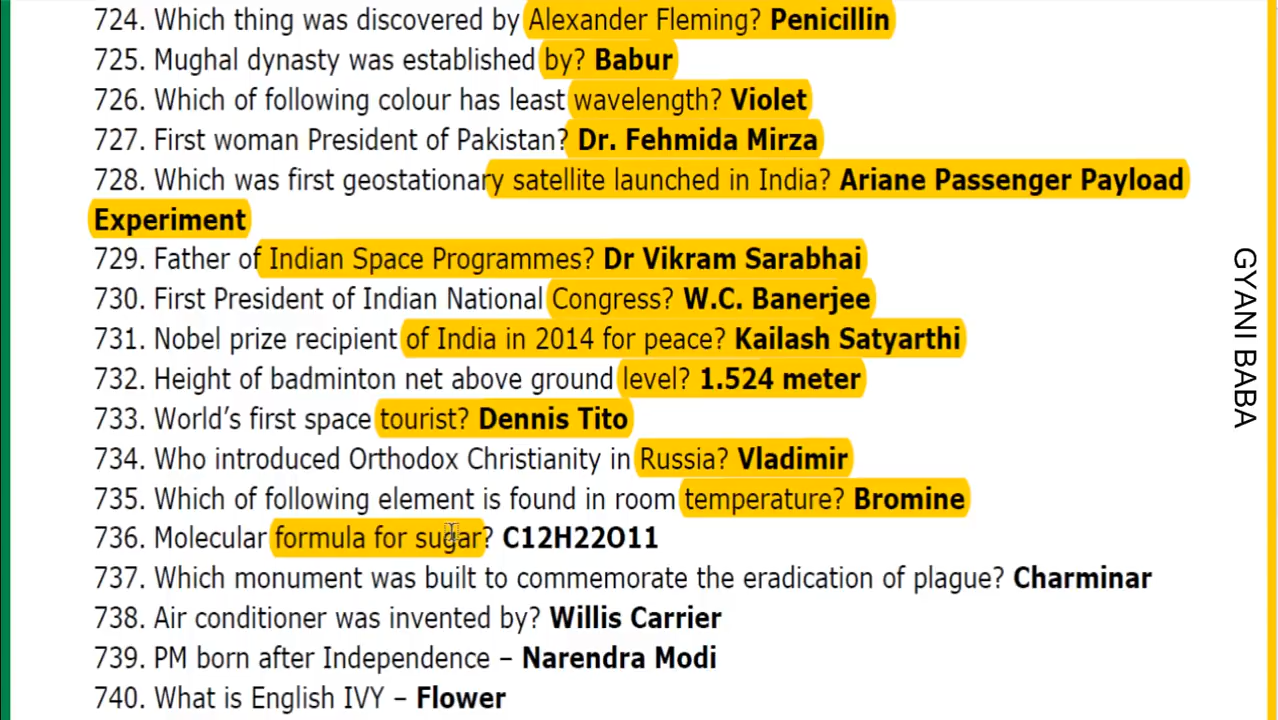 724. Which thing was discovered by Alexander Fleming? Penicillin
725. Mughal dynasty was established by? Babur
726. Which of following colour has least wavelength? Violet
727. First woman President of Pakistan? Dr. Fehmida Mirza
728. Which was first geostationary satellite launched in India? Ariane Passenger Payload
Experiment
729. Father of Indian Space Programmes? Dr Vikram Sarabhai
730. First President of Indian National Congress? W.C. Banerjee
731. Nobel prize recipient of India in 2014 for peace? Kailash Satyarthi
732. Height of badminton net above ground level? 1.524 meter
733. World's first space tourist? Dennis Tito
734. Who introduced Orthodox Christianity in Russia? Vladimir
735. Which of following element is found in room temperature? Bromine
736. Molecular formula for sugar? C12H22O11
737. Which monument was built to commemorate the eradication of plague? Charminar
738. Air conditioner was invented by? Willis Carrier
739. PM born after Independence – Narendra Modi
740. What is English IVY – Flower
GYANI BABA